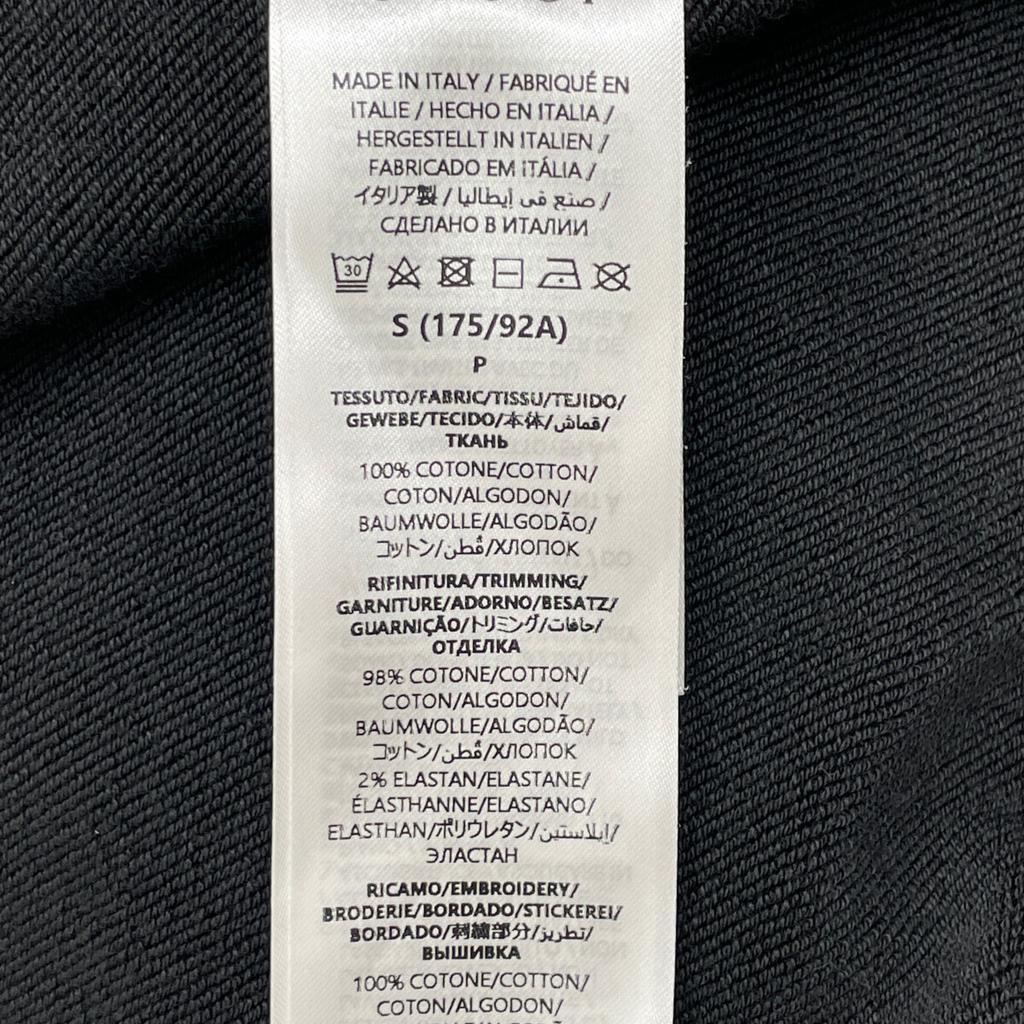 MADE IN ITALY / FABRIQUÉ EN
ITALIE / HECHO EN ITALIA /
HERGESTELLT IN ITALIEN /
FABRICADO EM ITÁLIA /
イタリア製 / صنع في إيطاليا /
СДЕЛАНО В ИТАЛИИ
30
S (175/92A)
P
TESSUTO/FABRIC/TISSU/TEJIDO/
GEWEBE/TECIDO/本体/قماش/
ТКАНЬ
100% COTONE/COTTON/
COTON/ALGODON/
BAUMWOLLE/ALGODÃO/
コットン/قُطن/ХЛОПОК
RIFINITURA/TRIMMING/
GARNITURE/ADORNO/BESATZ/
GUARNIÇÃO/トリミング/حافات/
ОТДЕЛКА
98% COTONE/COTTON/
COTON/ALGODON/
BAUMWOLLE/ALGODÃO/
コットン/قُطن/ХЛОПОК
2% ELASTAN/ELASTANE/
ÉLASTHANNE/ELASTANO/
ELASTHAN/ポリウレタン/إيلاستين/
ЭЛАСТАН
RICAMO/EMBROIDERY/
BRODERIE/BORDADO/STICKEREI/
BORDADO/刺繍部分/تطريز/
ВЫШИВКА
100% COTONE/COTTON/
COTON/ALGODON/